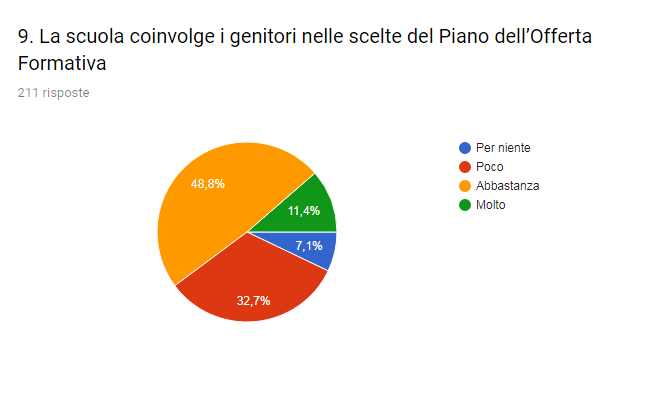 9. La scuola coinvolge i genitori nelle scelte del Piano dell’Offerta
Formativa
211 risposte
Per niente
Poco
Abbastanza
Molto
48,8%
11,4%
7,1%
32,7%